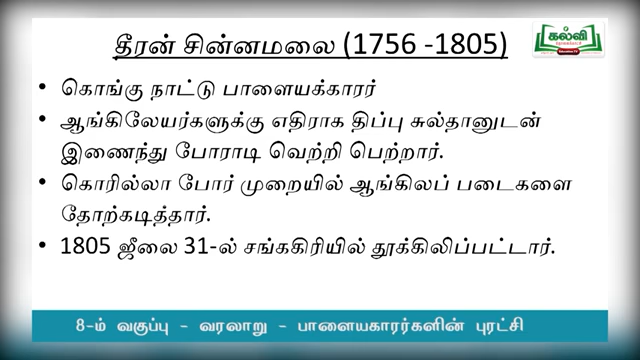 தீரன் சின்னமலை (1756 -1805)
கல்வி
• கொங்கு நாட்டு பாளையக்காரர்
• ஆங்கிலேயர்களுக்கு எதிராக திப்பு சுல்தானுடன்
இணைந்து போராடி வெற்றி பெற்றார்.
• கொரில்லா போர் முறையில் ஆங்கிலப் படைகளை
தோற்கடித்தார்.
• 1805 ஜீலை 31-ல் சங்ககிரியில் தூக்கிலிப்பட்டார்.
8-ம் வகுப்பு - வரலாறு - பாளையகாரர்களின் புரட்சி